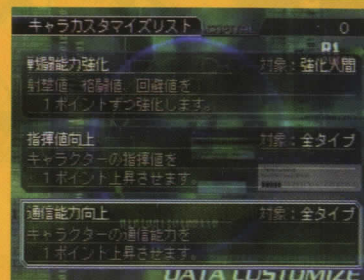 キャラカスタマイズリスト
0
R1
戦闘能力強化 対象：強化人間
射撃値、格闘値、回避値を
1ポイントずつ強化します。
指揮値向上 対象：全タイプ
キャラクターの指揮値を
1ポイント上昇させます。
通信能力向上 対象：全タイプ
キャラクターの通信能力を
1ポイント上昇させます。
DATA CUSTOMIZE